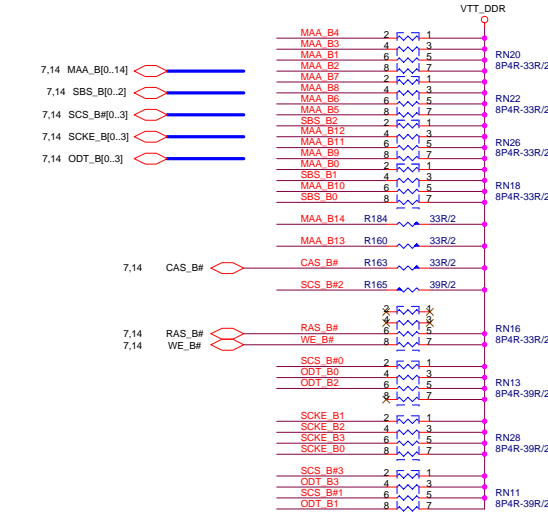 VTT_DDR
MAA_B4 2 1
MAA_B3 4 3 RN20
MAA_B1 6 5
7,14 MAA_B[0..14] MAA_B2 8 7 8P4R-33R/2
MAA_B7 2 1
7,14 SBS_B[0..2] MAA_B8 4 3
MAA_B6 6 5 RN22
7,14 SCS_B#[0..3] MAA_B5 8 7 8P4R-33R/2
SBS_B2 2 1
7,14 SCKE_B[0..3] MAA_B12 4 3
MAA_B11 6 5 RN26
7,14 ODT_B[0..3] MAA_B9 8 7 8P4R-33R/2
MAA_B0 2 1
SBS_B1 4 3
MAA_B10 6 5 RN18
SBS_B0 8 7 8P4R-33R/2
MAA_B14 R184 33R/2
MAA_B13 R160 33R/2
7,14 CAS_B# CAS_B# R163 33R/2
SCS_B#2 R165 39R/2
2 1
4 3
7,14 RAS_B# RAS_B# 6 5 RN16
7,14 WE_B# WE_B# 8 7 8P4R-33R/2
SCS_B#0 2 1
ODT_B0 4 3
ODT_B2 6 5 RN13
8 7 8P4R-39R/2
SCKE_B1 2 1
SCKE_B2 4 3
SCKE_B3 6 5 RN28
SCKE_B0 8 7 8P4R-39R/2
SCS_B#3 2 1
ODT_B3 4 3
SCS_B#1 6 5 RN11
ODT_B1 8 7 8P4R-39R/2